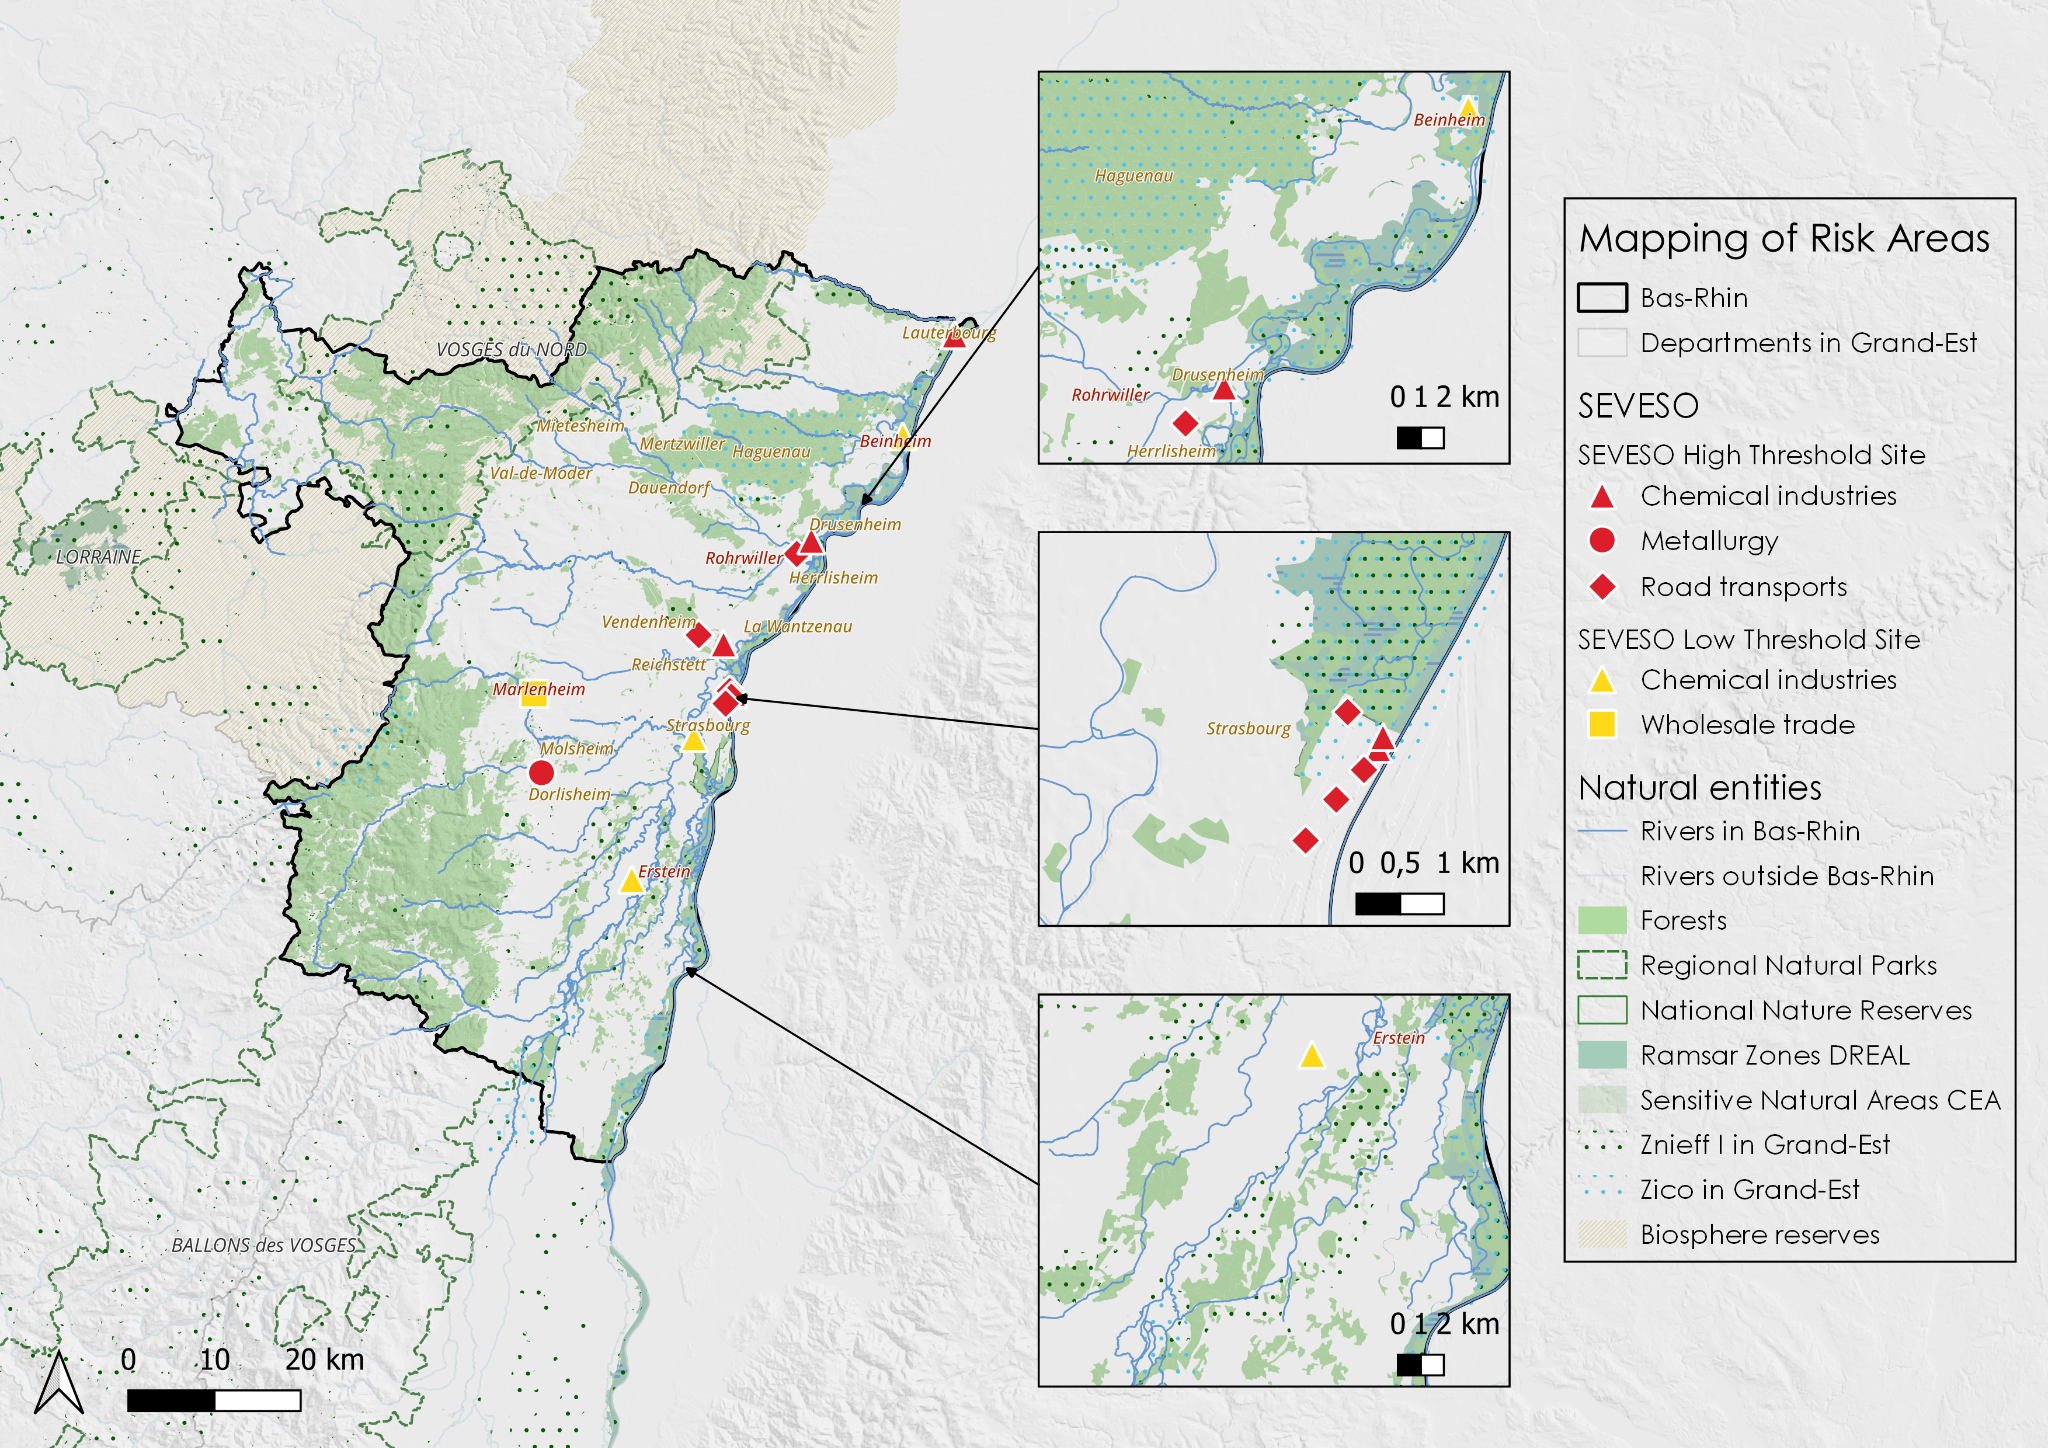 VOSGES du NORD
LORRAINE
BALLONS des VOSGES
Lauterbourg
Mietesheim
Mertzwiller
Haguenau
Beinheim
Val-de-Moder
Dauendorf
Drusenheim
Rohrwiller
Herrlisheim
Vendenheim
La Wantzenau
Reichstett
Marlenheim
Strasbourg
Molsheim
Dorlisheim
Erstein
0 10 20 km
Beinheim
Haguenau
Drusenheim
Rohrwiller
Herrlisheim
0 1 2 km
Strasbourg
0 0,5 1 km
Erstein
0 1 2 km
Mapping of Risk Areas
Bas-Rhin
Departments in Grand-Est
SEVESO
SEVESO High Threshold Site
Chemical industries
Metallurgy
Road transports
SEVESO Low Threshold Site
Chemical industries
Wholesale trade
Natural entities
Rivers in Bas-Rhin
Rivers outside Bas-Rhin
Forests
Regional Natural Parks
National Nature Reserves
Ramsar Zones DREAL
Sensitive Natural Areas CEA
Znieff I in Grand-Est
Zico in Grand-Est
Biosphere reserves